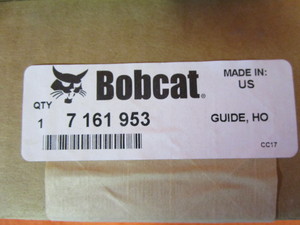 Bobcat®
MADE IN:
US
QTY
1 7 161 953 GUIDE, HO
CC17